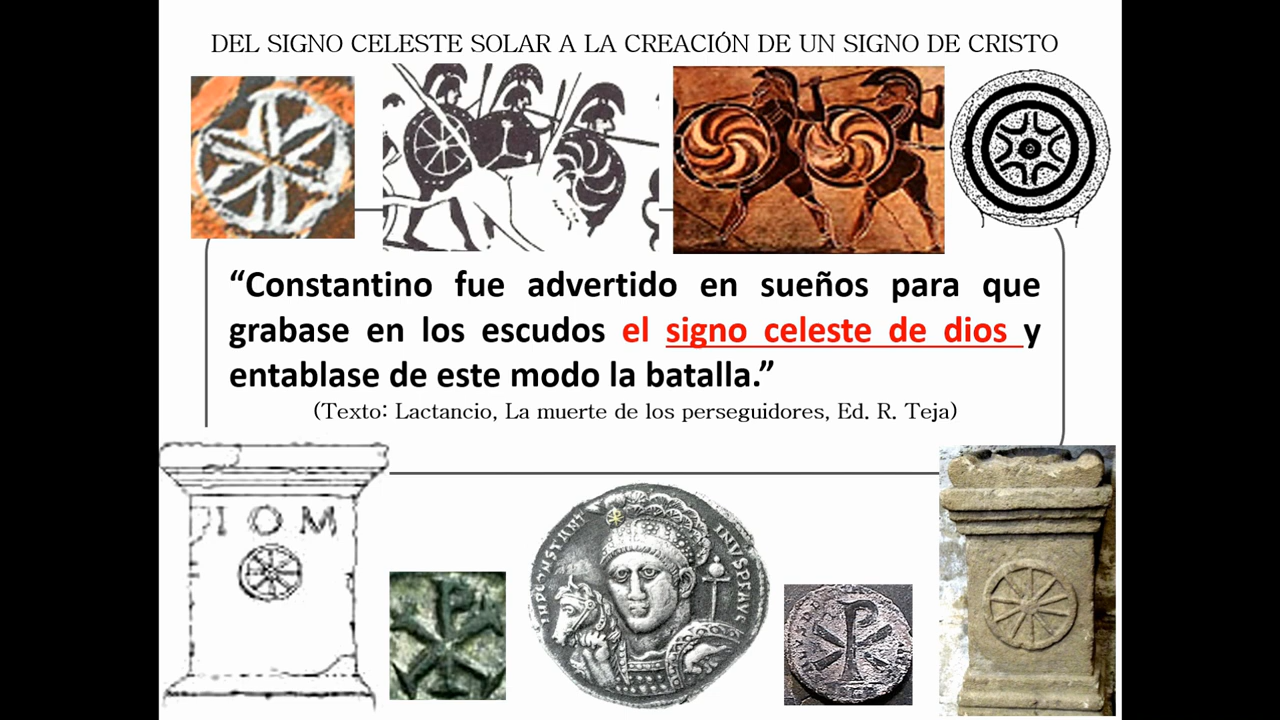 DEL SIGNO CELESTE SOLAR A LA CREACIÓN DE UN SIGNO DE CRISTO
“Constantino fue advertido en sueños para que
grabase en los escudos el signo celeste de dios y
entablase de este modo la batalla.”
(Texto: Lactancio, La muerte de los perseguidores, Ed. R. Teja)
I O M
IMPCONSTANT INVSPFAVG